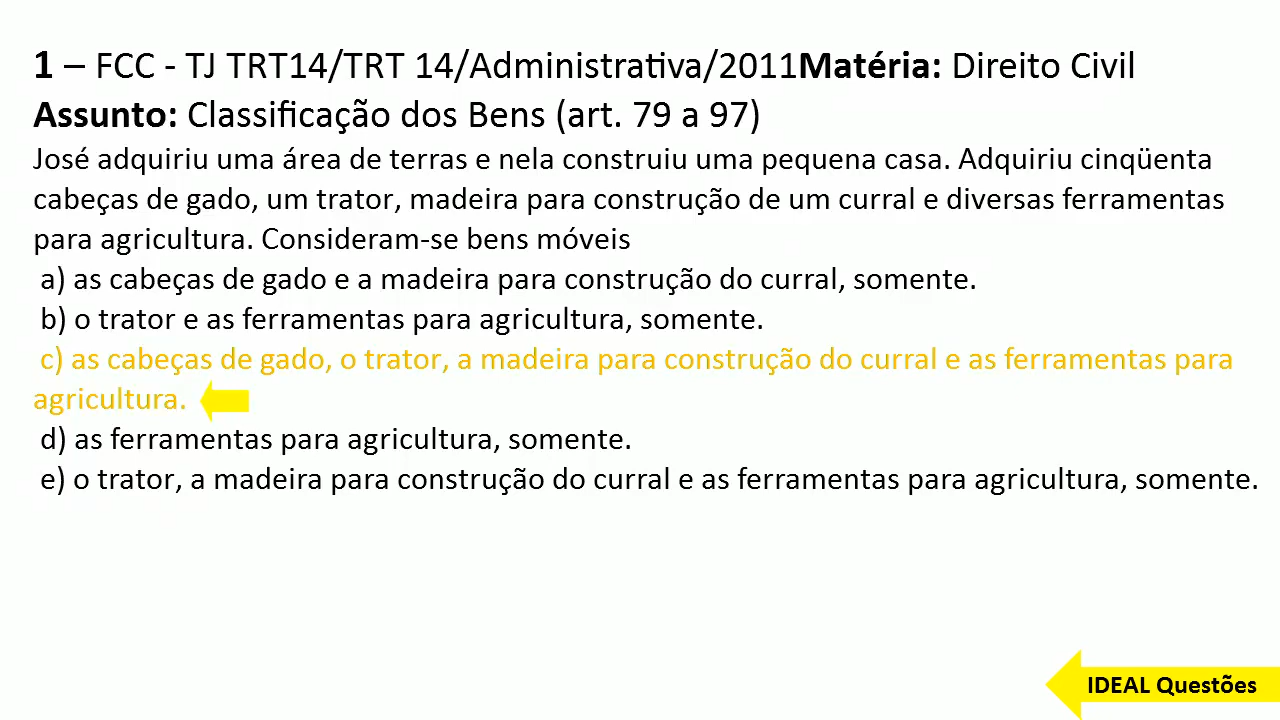 1 – FCC - TJ TRT14/TRT 14/Administrativa/2011Matéria: Direito Civil
Assunto: Classificação dos Bens (art. 79 a 97)
José adquiriu uma área de terras e nela construiu uma pequena casa. Adquiriu cinqüenta
cabeças de gado, um trator, madeira para construção de um curral e diversas ferramentas
para agricultura. Consideram-se bens móveis
a) as cabeças de gado e a madeira para construção do curral, somente.
b) o trator e as ferramentas para agricultura, somente.
c) as cabeças de gado, o trator, a madeira para construção do curral e as ferramentas para
agricultura.
d) as ferramentas para agricultura, somente.
e) o trator, a madeira para construção do curral e as ferramentas para agricultura, somente.
IDEAL Questões